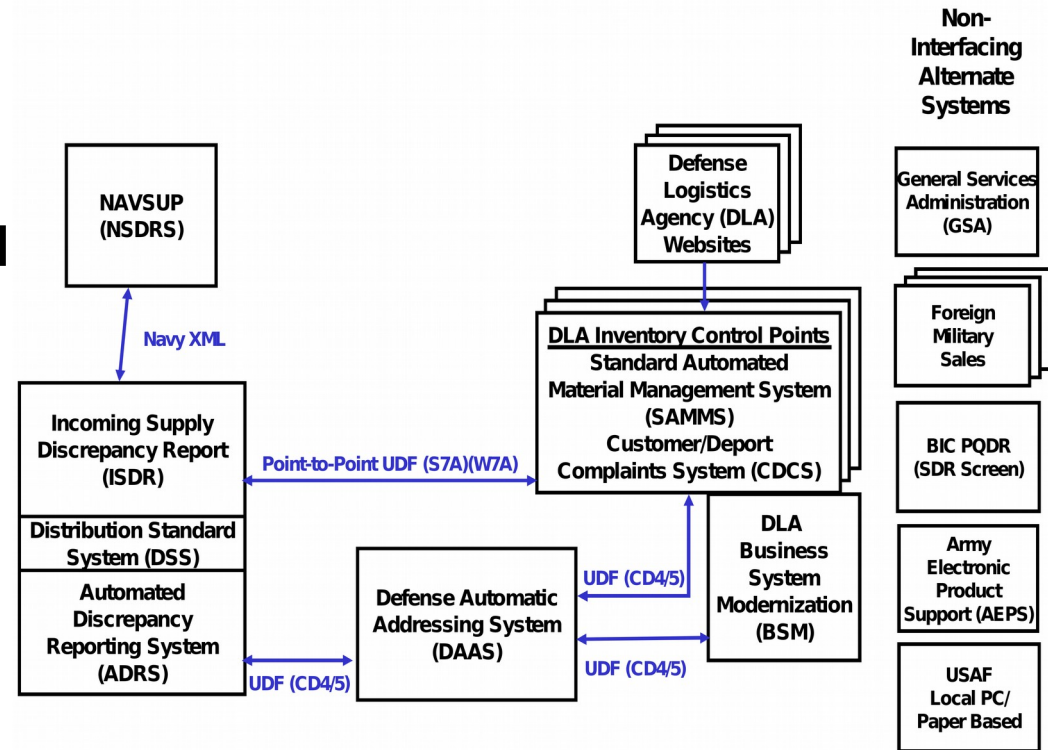 Non-
Interfacing
Alternate
Systems
NAVSUP
(NSDRS)
Defense
Logistics
Agency (DLA)
Websites
General Services
Administration
(GSA)
Navy XML
DLA Inventory Control Points
Standard Automated
Material Management System
(SAMMS)
Customer/Deport
Complaints System (CDCS)
Foreign
Military
Sales
Incoming Supply
Discrepancy Report
(ISDR)
Point-to-Point UDF (S7A)(W7A)
BIC PQDR
(SDR Screen)
Distribution Standard
System (DSS)
Automated
Discrepancy
Reporting System
(ADRS)
UDF (CD4/5)
Defense Automatic
Addressing System
(DAAS)
UDF (CD4/5)
UDF (CD4/5)
DLA
Business
System
Modernization
(BSM)
Army
Electronic
Product
Support (AEPS)
USAF
Local PC/
Paper Based